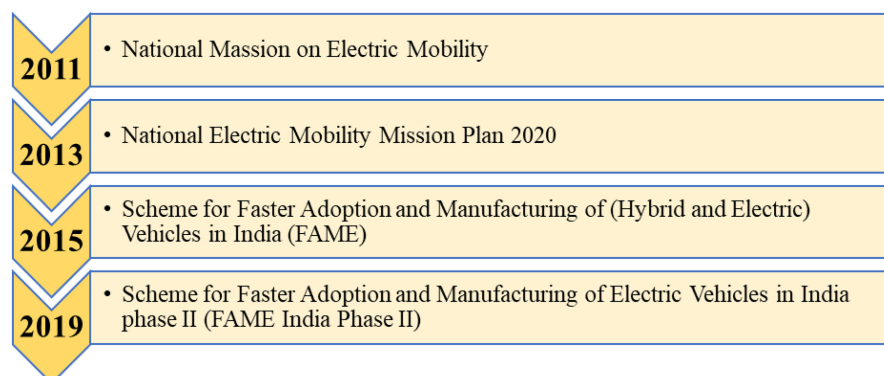 2011
• National Massion on Electric Mobility
2013
• National Electric Mobility Mission Plan 2020
2015
• Scheme for Faster Adoption and Manufacturing of (Hybrid and Electric)
Vehicles in India (FAME)
2019
• Scheme for Faster Adoption and Manufacturing of Electric Vehicles in India
phase II (FAME India Phase II)